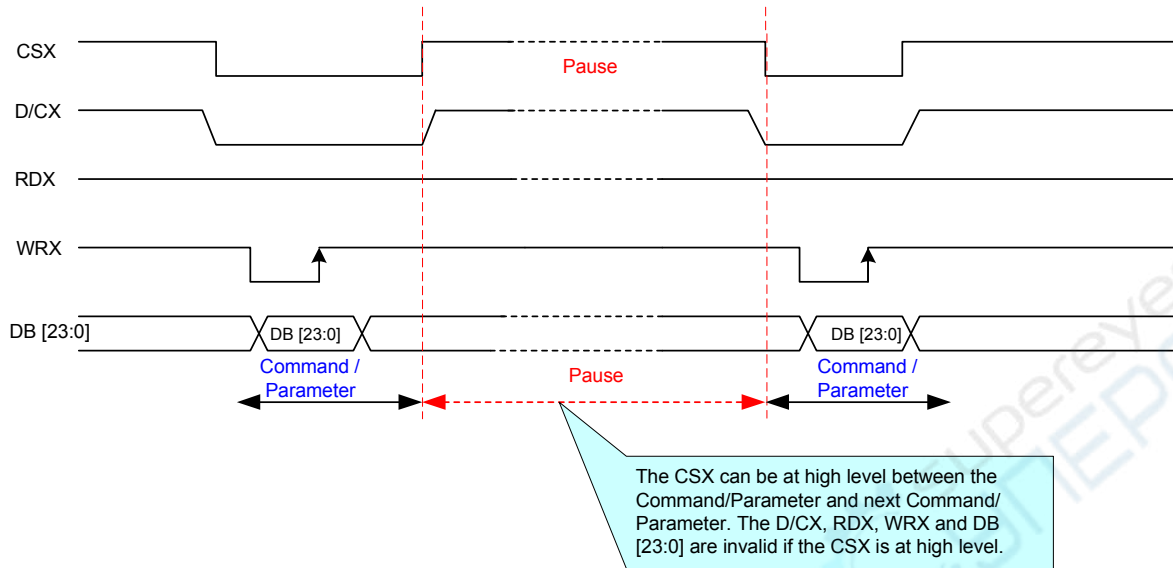 CSX
Pause
D/CX
RDX
WRX
DB [23:0]
DB [23:0]
DB [23:0]
Command /
Parameter
Pause
Command /
Parameter
The CSX can be at high level between the
Command/Parameter and next Command/
Parameter. The D/CX, RDX, WRX and DB
[23:0] are invalid if the CSX is at high level.